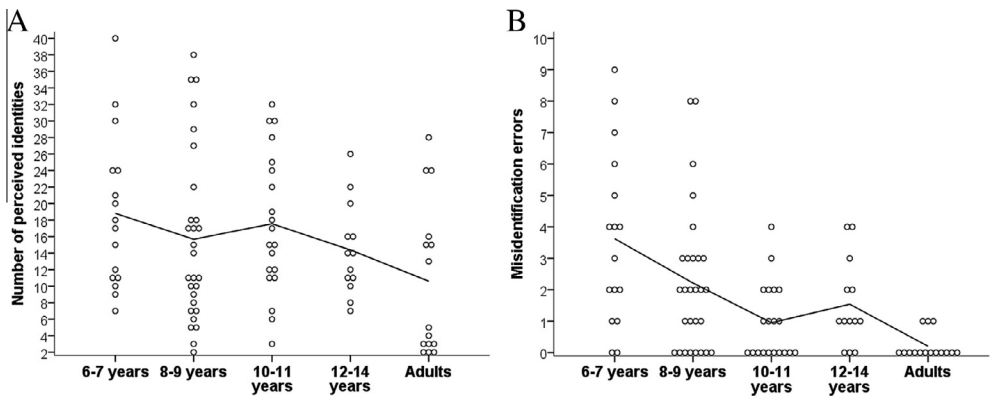 A
Number of perceived identities
40
38
36
34
32
30
28
26
24
22
20
18
16
14
12
10
8
6
4
2
6-7 years
8-9 years
10-11
years
12-14
years
Adults
B
Misidentification errors
10
9
8
7
6
5
4
3
2
1
0
6-7 years
8-9 years
10-11
years
12-14
years
Adults